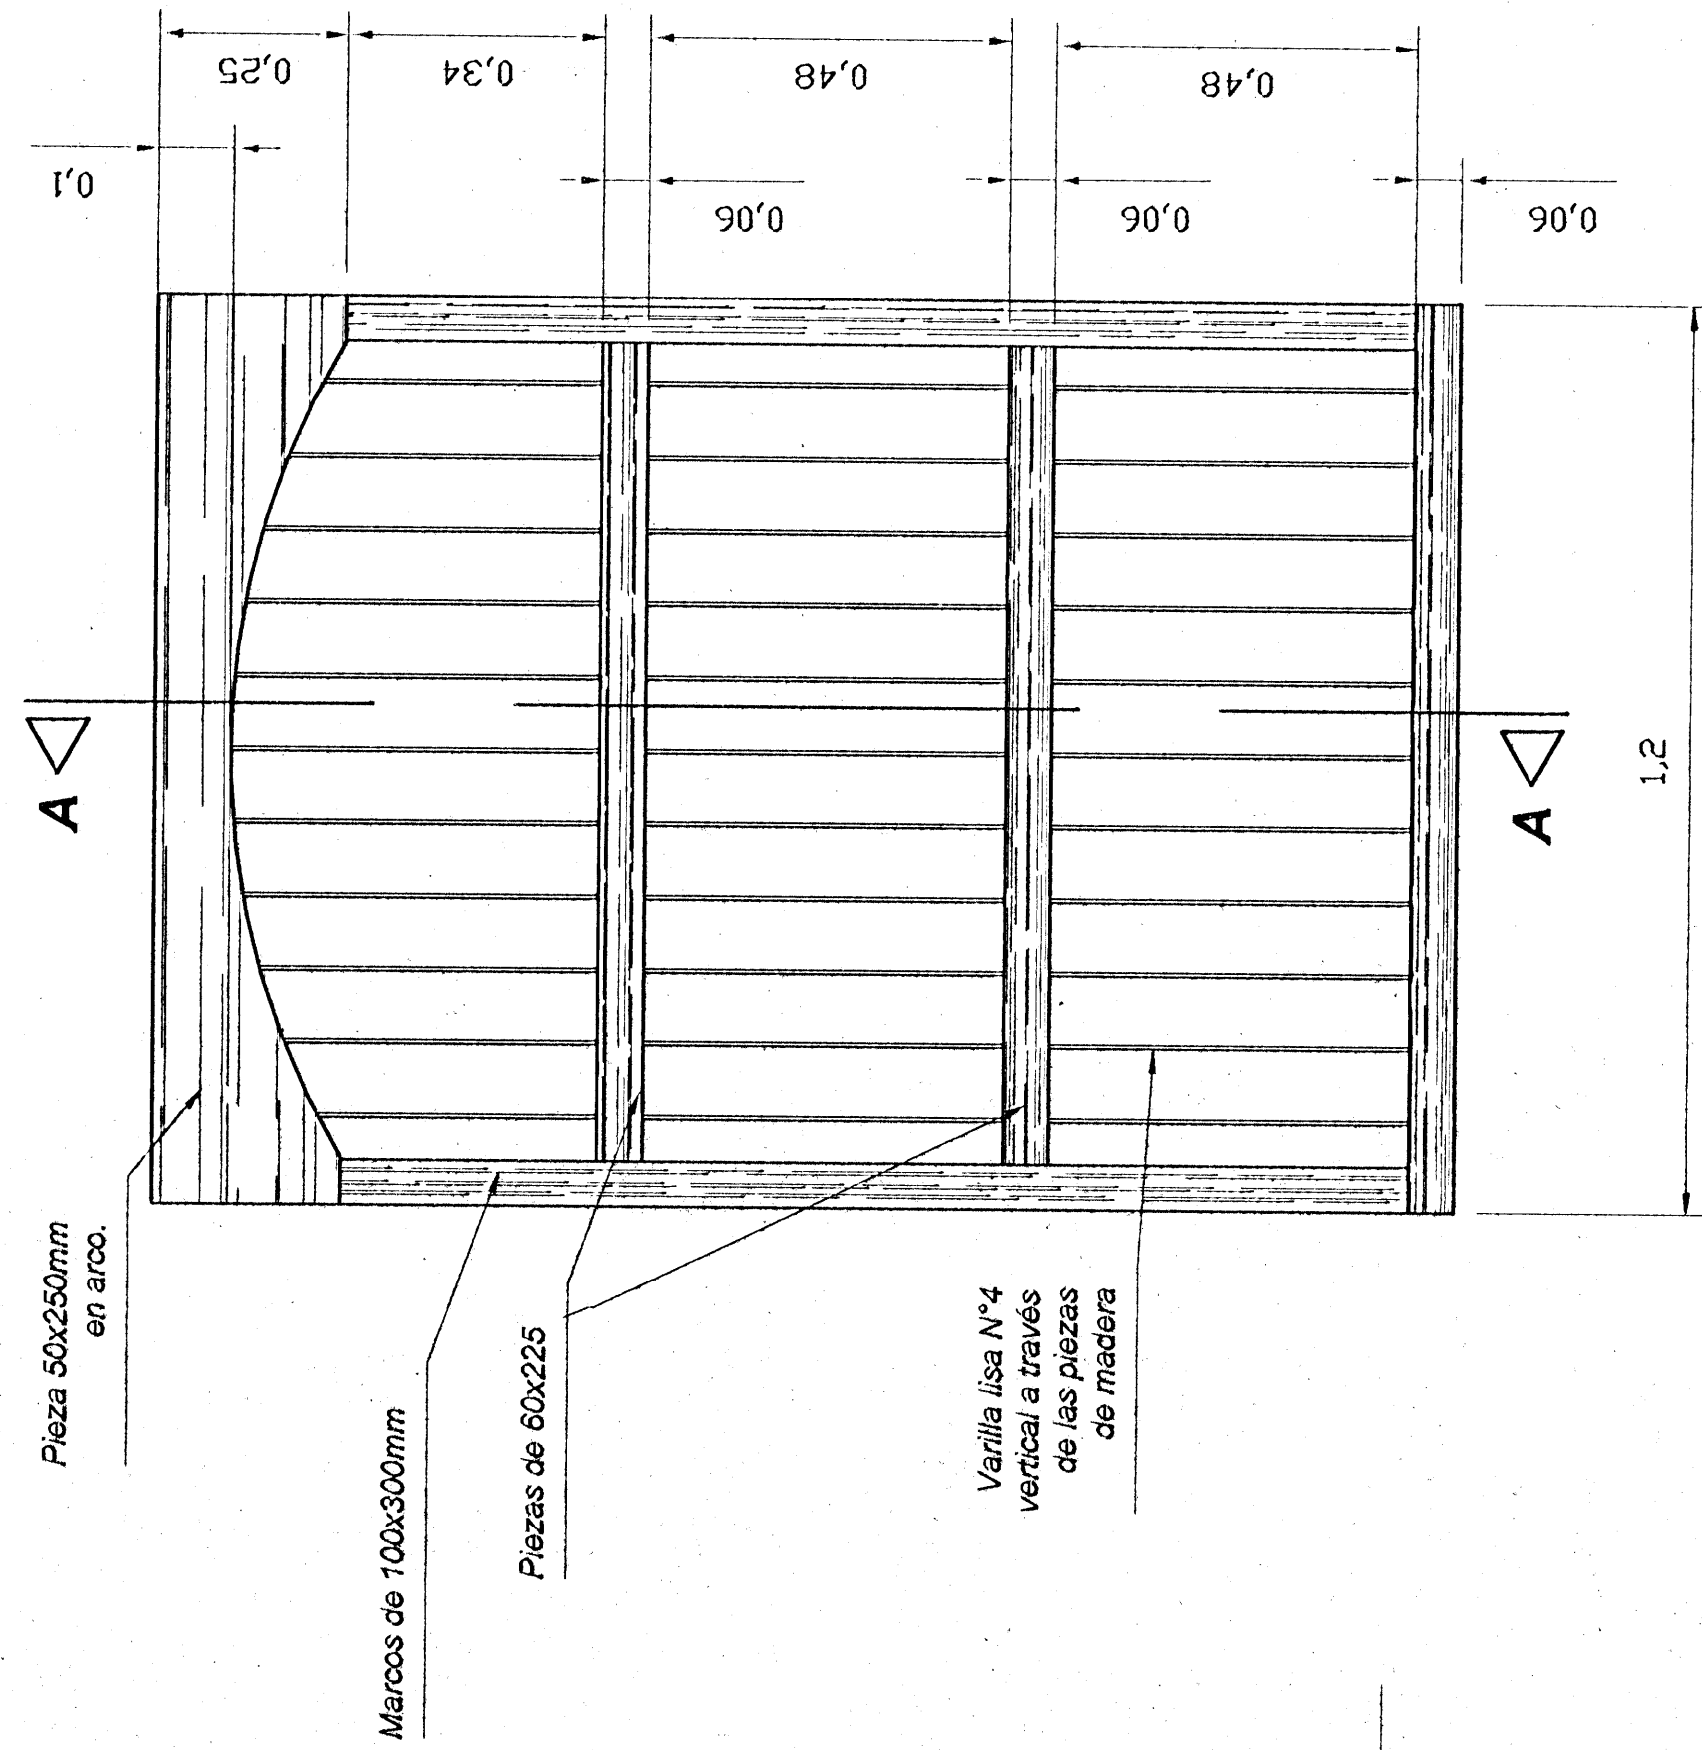 0,25
0,34
0,48
0,48
0,1
0,06
0,06
0,06
A
A
1,2
Pieza 50x250mm
en arco.
Marcos de 100x300mm
Piezas de 60x225
Varilla lisa N°4
vertical a través
de las piezas
de madera